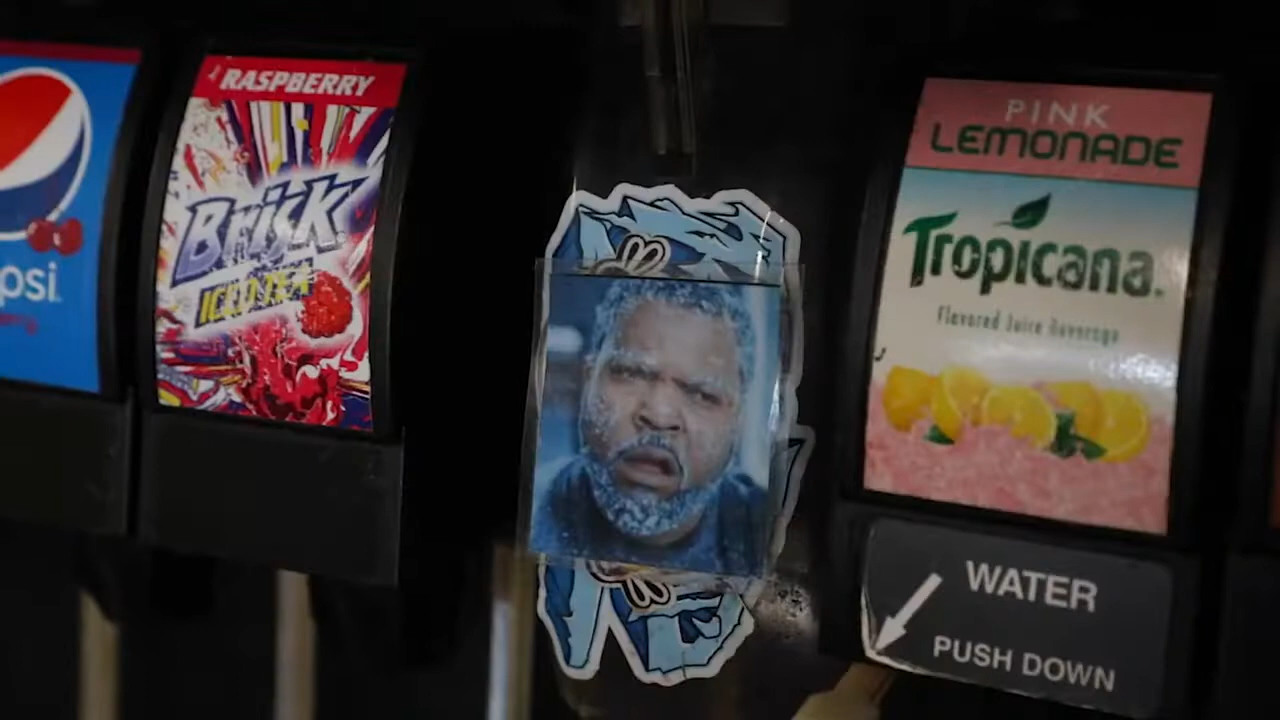 psi
RASPBERRY
Brisk
ICED TEA
PINK
LEMONADE
Tropicana
Flavored Juice Beverage
WATER
PUSH DOWN